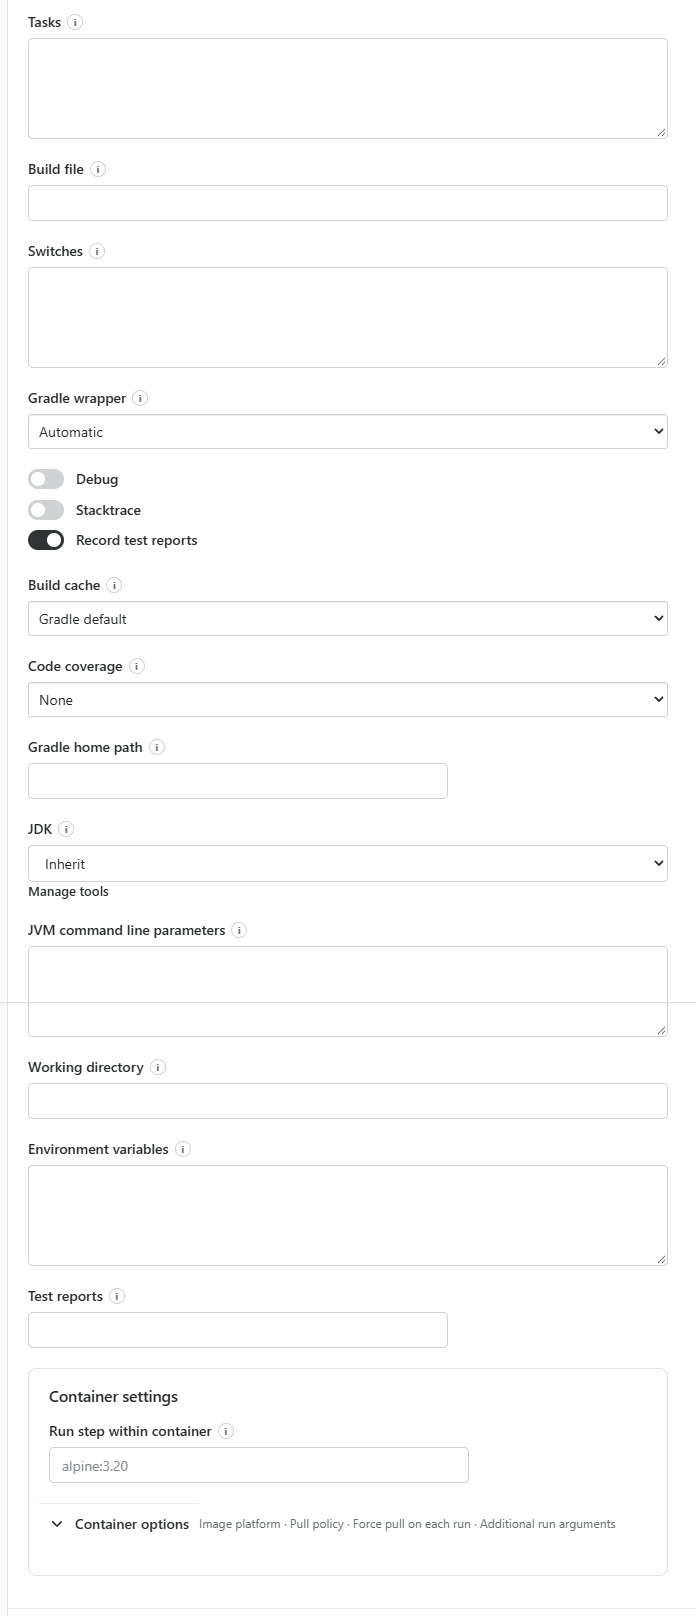 Tasks
Build file
Switches
Gradle wrapper
Automatic
Debug
Stacktrace
Record test reports
Build cache
Gradle default
Code coverage
None
Gradle home path
JDK
Inherit
Manage tools
JVM command line parameters
Working directory
Environment variables
Test reports
Container settings
Run step within container
alpine:3.20
Container options Image platform · Pull policy · Force pull on each run · Additional run arguments